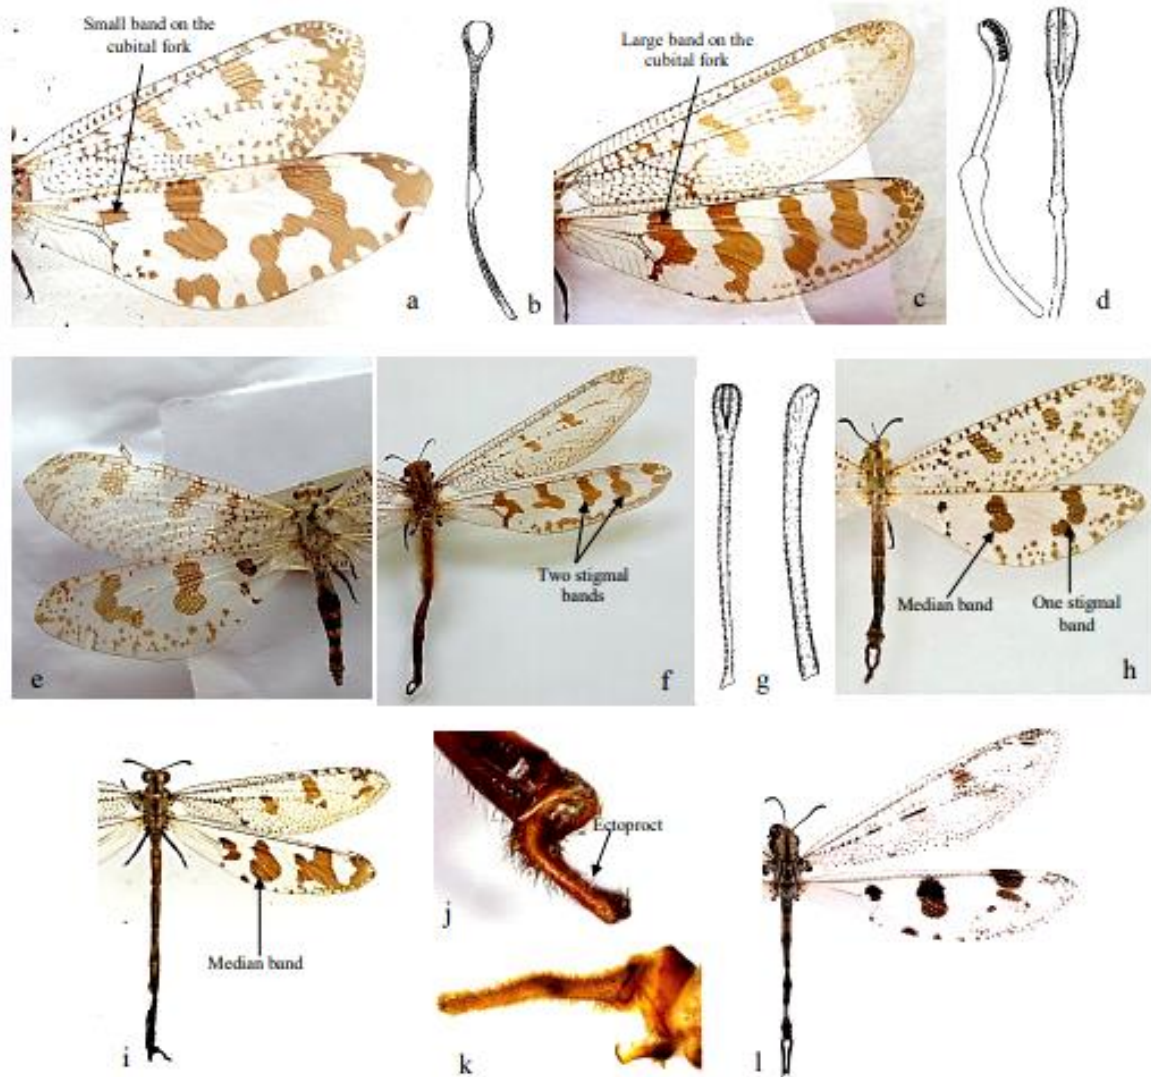 Small band on the
cubital fork
a
b
Large band on the
cubital fork
c
d
e
Two stigmal
bands
f
g
Median band
One stigmal
band
h
Median band
i
Ectoproct
j
k
l